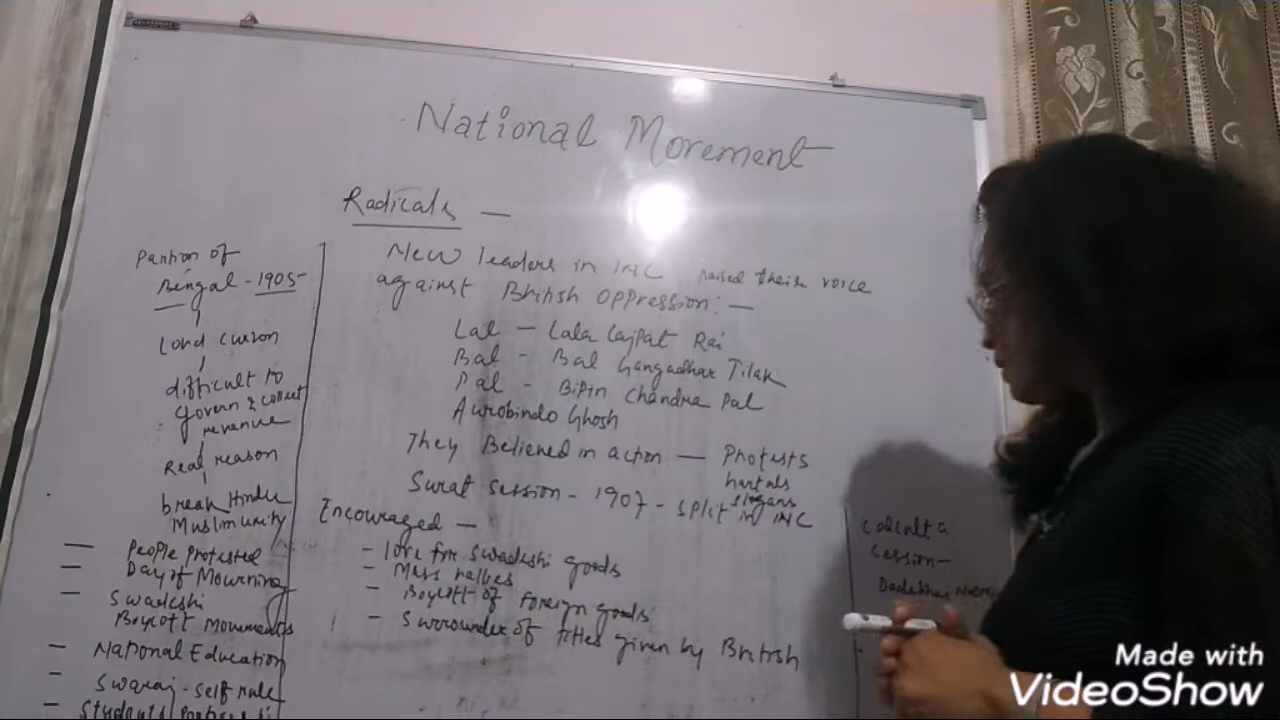 National Movement
Radicals —
New leaders in INC raised their voice
against British oppression: —
Lal — Lala Lajpat Rai
Bal - Bal Gangadhar Tilak
Pal - Bipin Chandra Pal
Aurobindo Ghosh
They Believed in action — Protests
hartals
slogans
Surat session - 1907 - split in INC
Encouraged —
- love for swadeshi goods
- Mass rallies
- Boycott of foreign goods
- Surrounder of titles given by British
Partion of
Bengal - 1905
Lord curzon
difficult to
govern & collect
revenue
Real reason
break Hindu
Muslim unity
— People Protested
— Day of Mourning
— Swadeshi
Boycott Movements
- National Education
- Swaraj - self rule
- Students
Calcutta
session -
Dadabhai
Made with
VideoShow